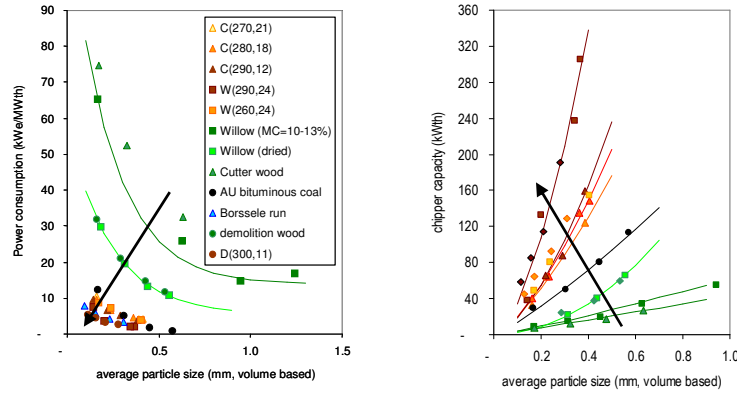 90
80
70
60
50
40
30
20
10
-
Power consumption (kWe/MWth)
-
0.5
1.0
1.5
average particle size (mm, volume based)
C(270,21)
C(280,18)
C(290,12)
W(290,24)
W(260,24)
Willow (MC=10-13%)
Willow (dried)
Cutter wood
AU bituminous coal
Borssele run
demolition wood
D(300,11)
360
320
280
240
200
160
120
80
40
-
chipper capacity (kWth)
-
0.2
0.4
0.6
0.8
1.0
average particle size (mm, volume based)